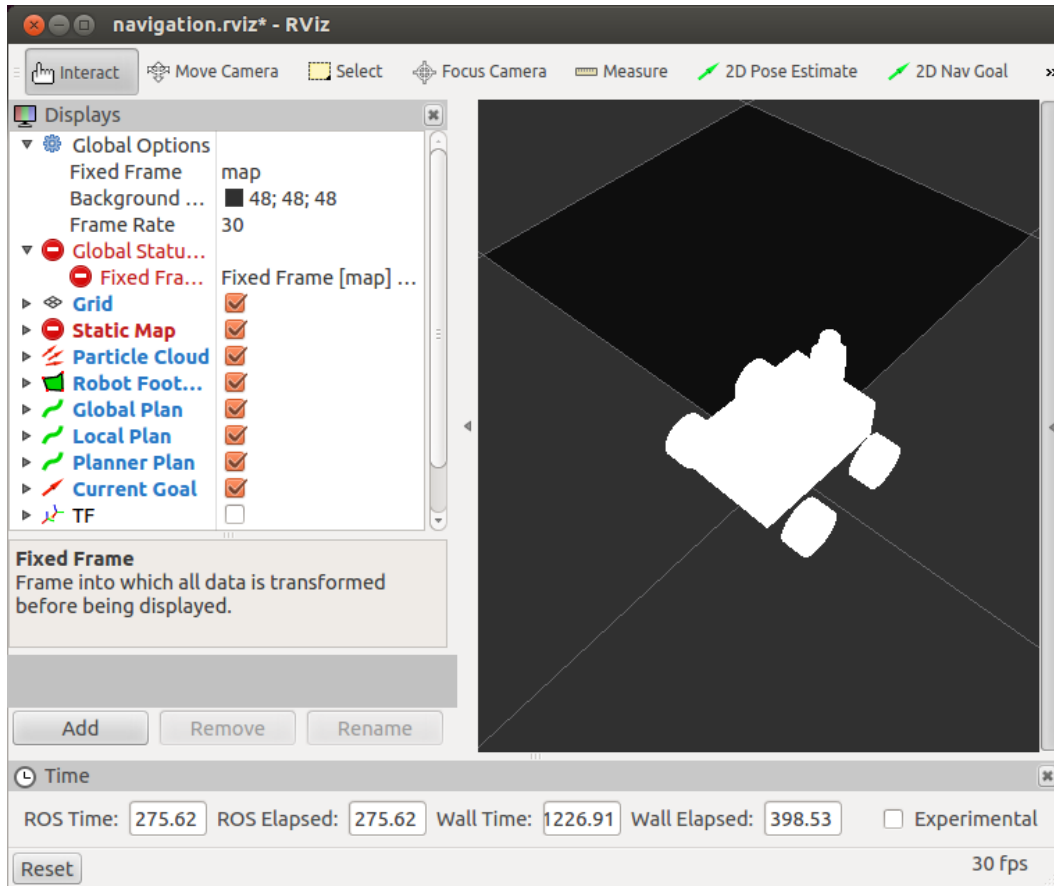 navigation.rviz* - RViz
Interact Move Camera Select Focus Camera Measure 2D Pose Estimate 2D Nav Goal »
Displays
Global Options
Fixed Frame map
Background ... 48; 48; 48
Frame Rate 30
Global Statu...
Fixed Fra... Fixed Frame [map] ...
Grid
Static Map
Particle Cloud
Robot Foot...
Global Plan
Local Plan
Planner Plan
Current Goal
TF
Fixed Frame
Frame into which all data is transformed
before being displayed.
Add Remove Rename
Time
ROS Time: 275.62 ROS Elapsed: 275.62 Wall Time: 1226.91 Wall Elapsed: 398.53 Experimental
Reset 30 fps